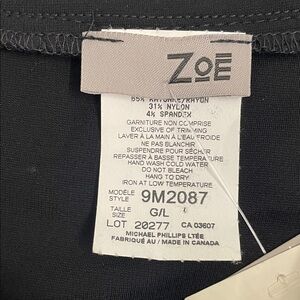 ZOË
65% RAYONNE/RAYON
31% NYLON
4% SPANDEX
GARNITURE NON COMPRISE
EXCLUSIVE OF TRIMMING
LAVER À LA MAIN À L'EAU FROIDE
NE PAS BLANCHIR
SUSPENDRE POUR SÉCHER
REPASSER À BASSE TEMPERATURE
HAND WASH COLD WATER
DO NOT BLEACH
HANG TO DRY
IRON AT LOW TEMPERATURE
MODÈLE
STYLE 9M2087
TAILLE
SIZE G/L
LOT 20277 CA 03607
MICHAEL PHILLIPS LTÉE
FABRIQUÉ AU / MADE IN CANADA